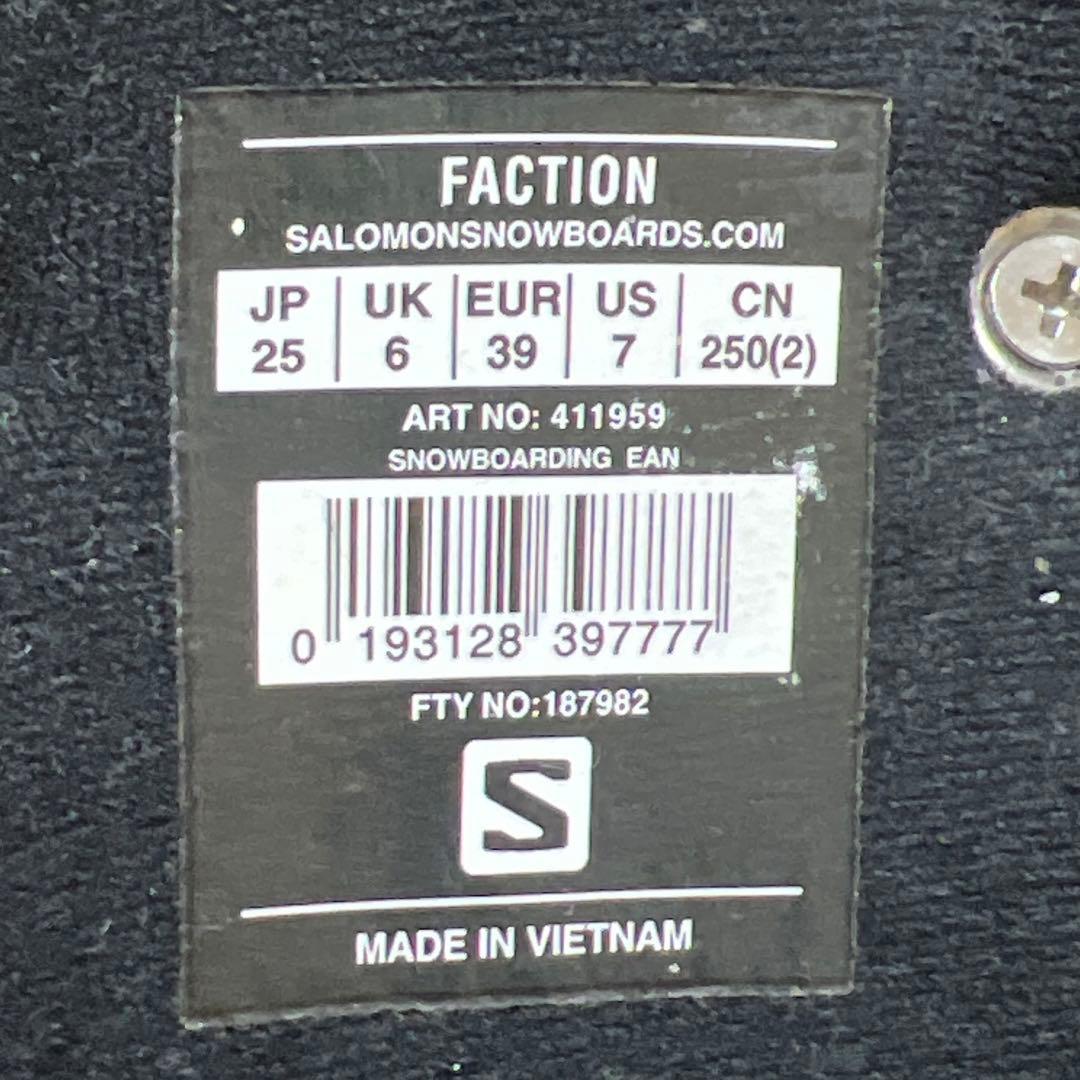 FACTION
SALOMONSNOWBOARDS.COM
JP UK EUR US CN
25 6 39 7 250(2)
ART NO: 411959
SNOWBOARDING EAN
0 193128 397777
FTY NO:187982
S
MADE IN VIETNAM